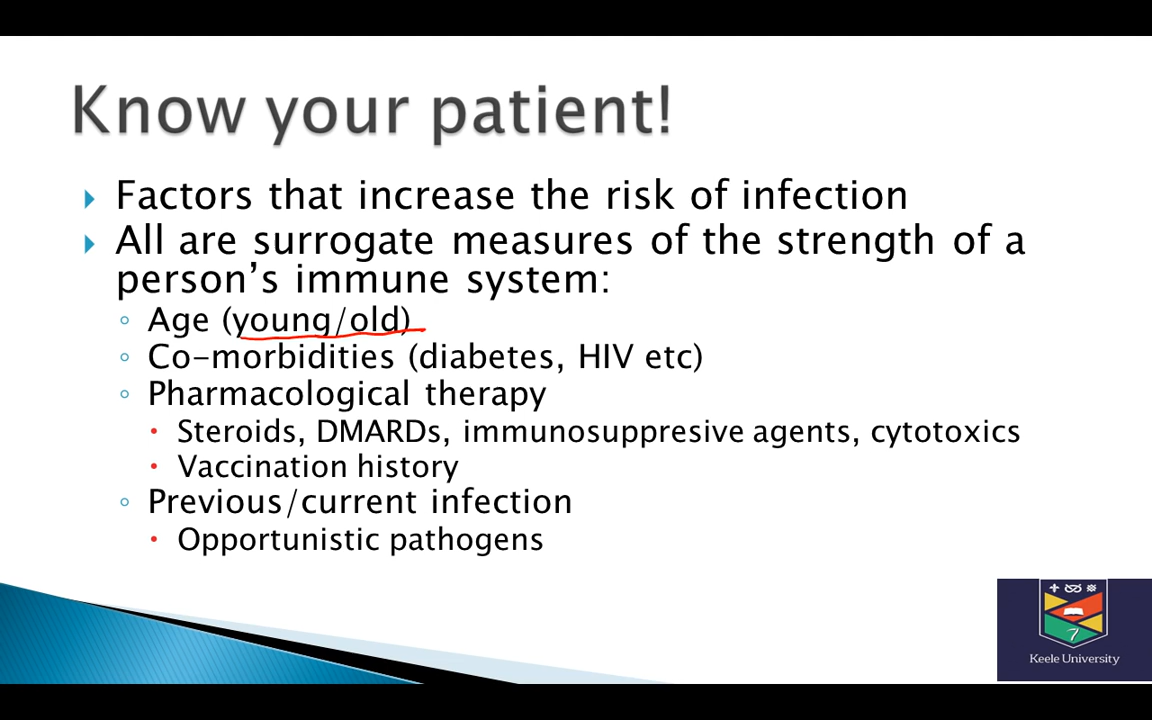 Know your patient!
Factors that increase the risk of infection
All are surrogate measures of the strength of a
person’s immune system:
Age (young/old)
Co-morbidities (diabetes, HIV etc)
Pharmacological therapy
Steroids, DMARDs, immunosuppresive agents, cytotoxics
Vaccination history
Previous/current infection
Opportunistic pathogens
Keele University